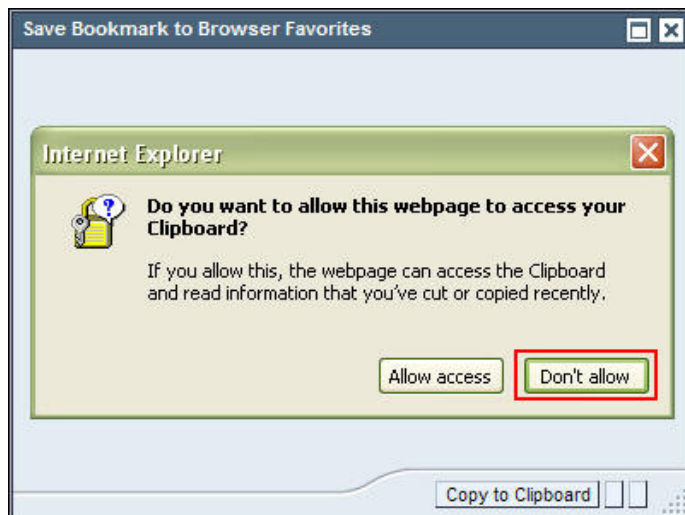 Save Bookmark to Browser Favorites
Internet Explorer
Do you want to allow this webpage to access your
Clipboard?
If you allow this, the webpage can access the Clipboard
and read information that you've cut or copied recently.
Allow access
Don't allow
Copy to Clipboard